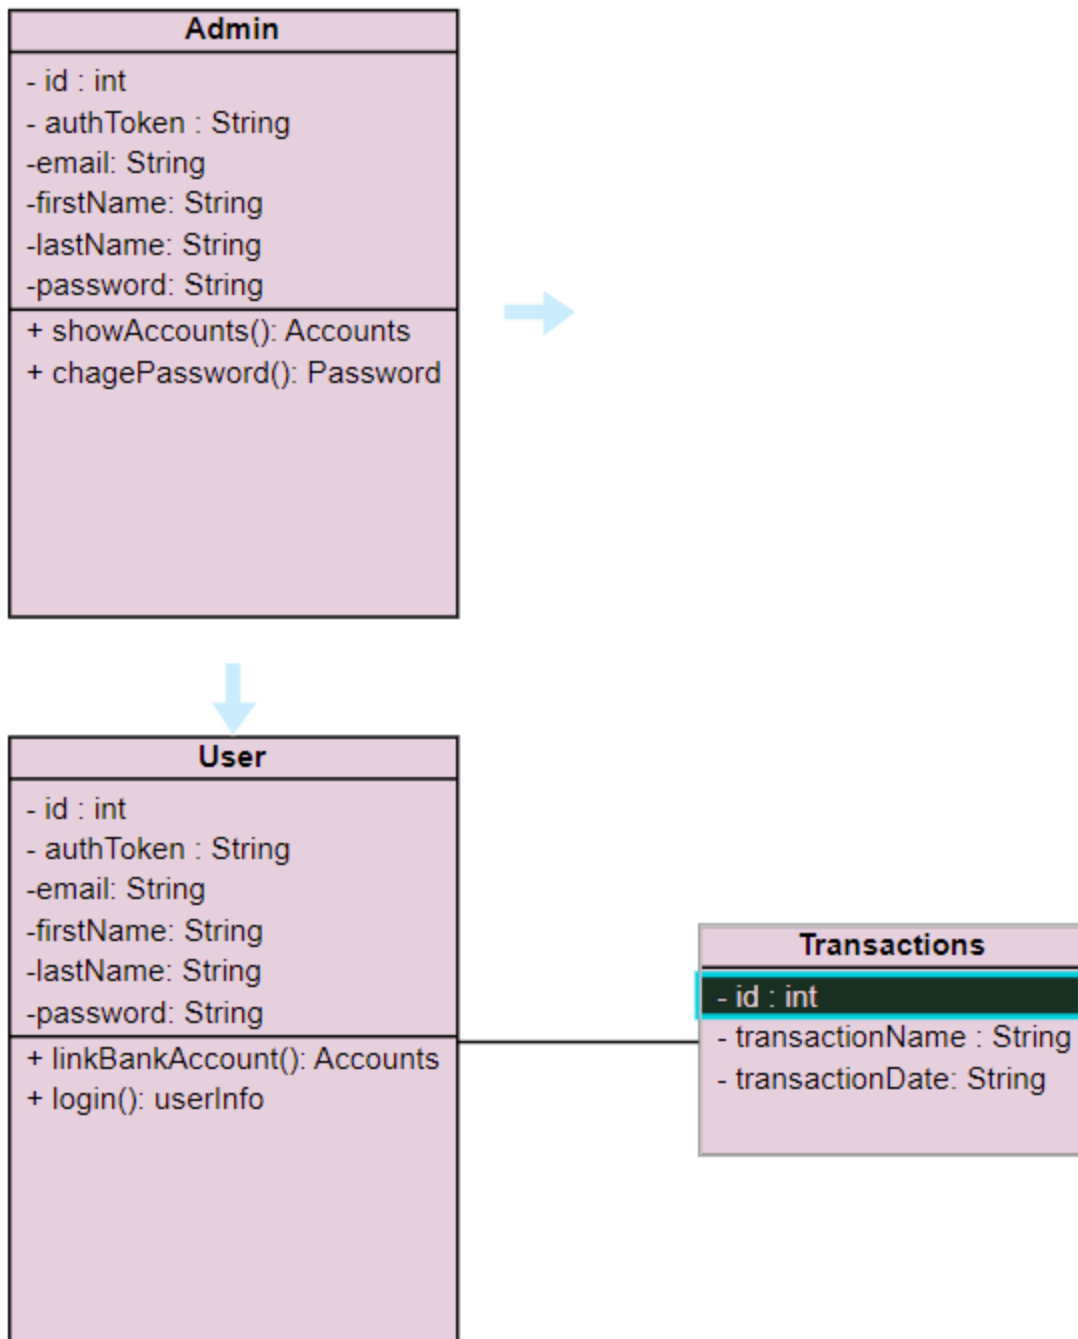 Admin
- id : int
- authToken : String
-email: String
-firstName: String
-lastName: String
-password: String
+ showAccounts(): Accounts
+ chagePassword(): Password
User
- id : int
- authToken : String
-email: String
-firstName: String
-lastName: String
-password: String
+ linkBankAccount(): Accounts
+ login(): userInfo
Transactions
- id : int
- transactionName : String
- transactionDate: String